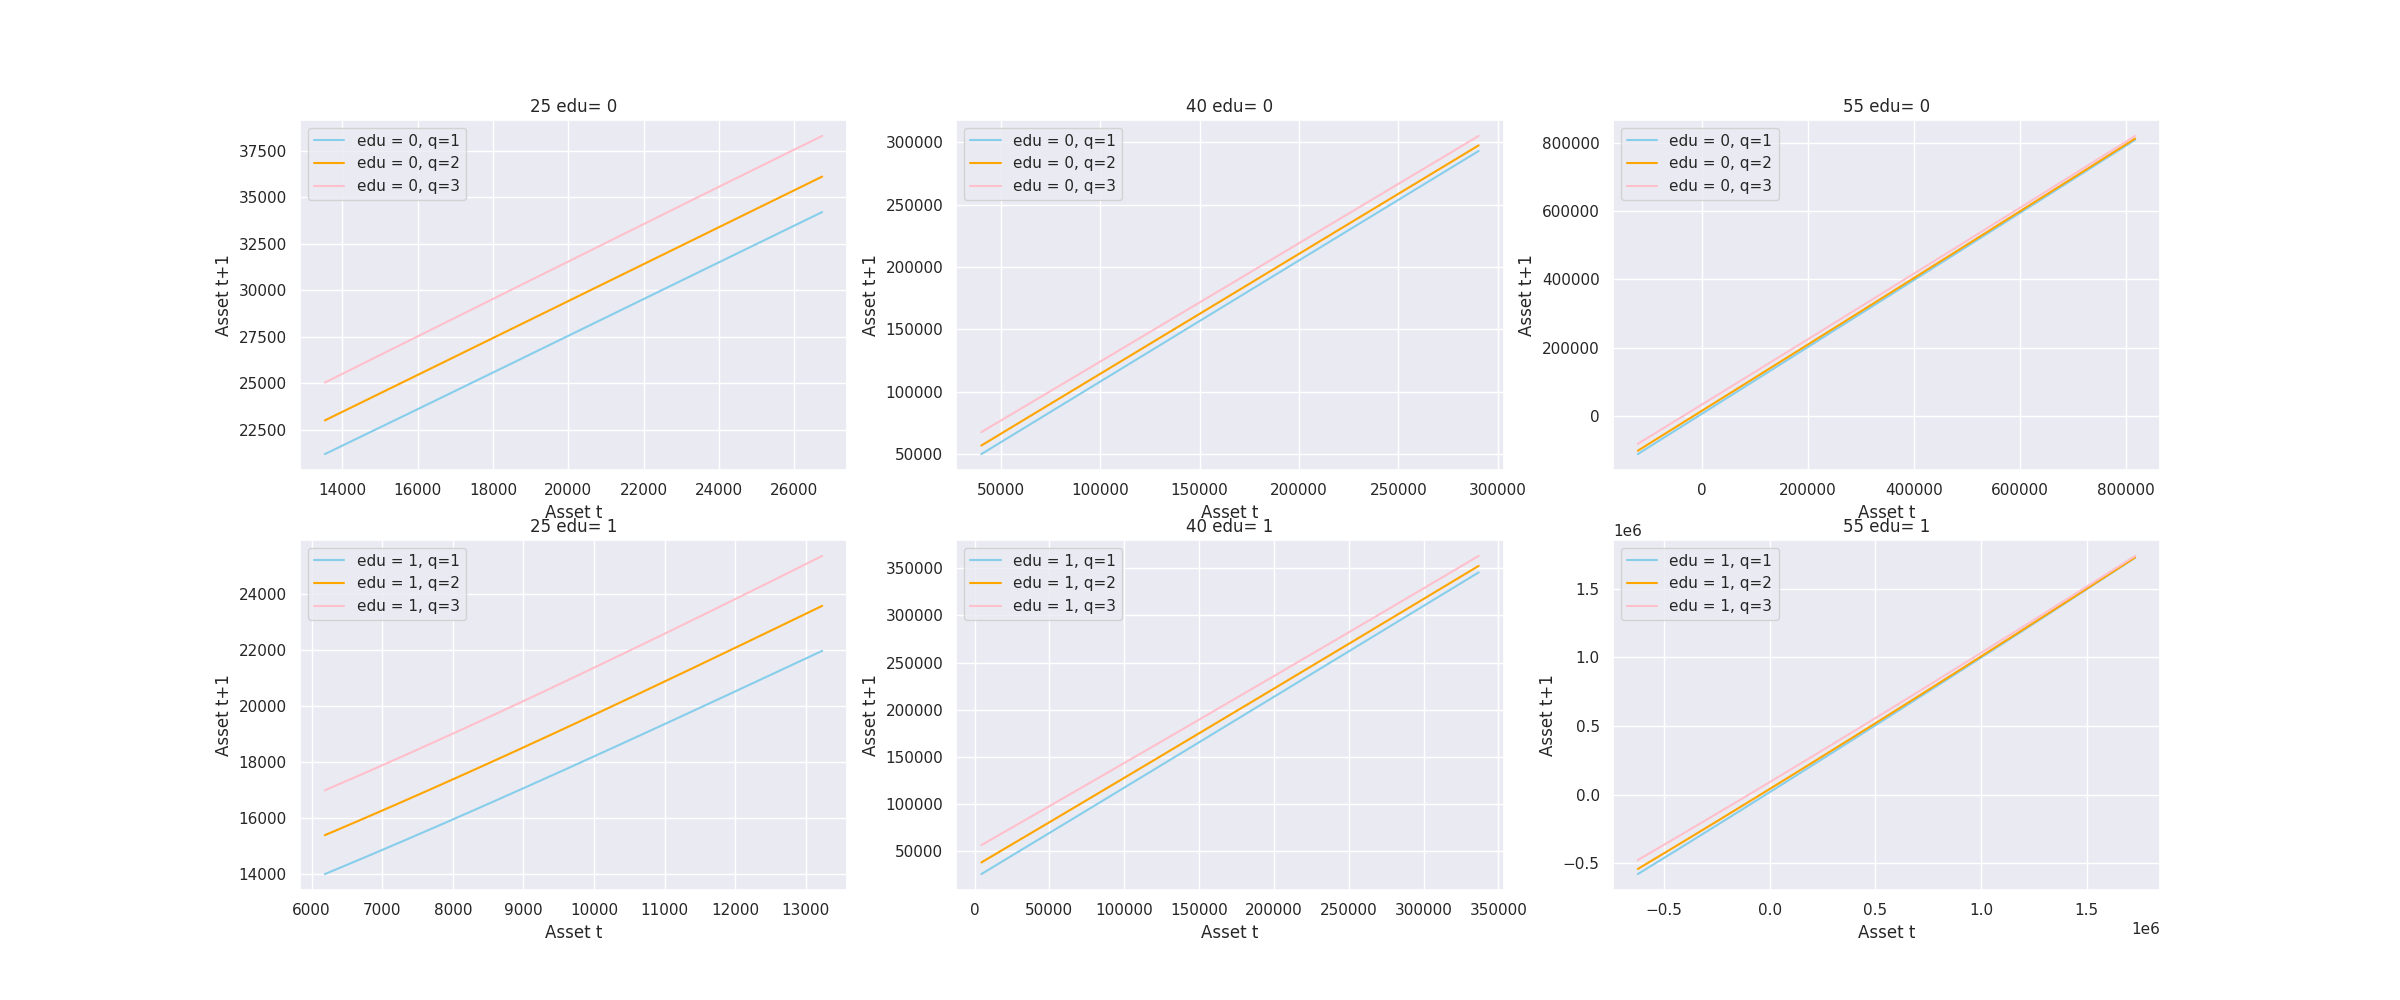 25 edu= 0
edu = 0, q=1
edu = 0, q=2
edu = 0, q=3
37500
35000
32500
30000
27500
25000
22500
Asset t+1
14000 16000 18000 20000 22000 24000 26000
Asset t
40 edu= 0
edu = 0, q=1
edu = 0, q=2
edu = 0, q=3
300000
250000
200000
150000
100000
50000
Asset t+1
50000 100000 150000 200000 250000 300000
Asset t
55 edu= 0
edu = 0, q=1
edu = 0, q=2
edu = 0, q=3
800000
600000
400000
200000
0
Asset t+1
0 200000 400000 600000 800000
Asset t
25 edu= 1
edu = 1, q=1
edu = 1, q=2
edu = 1, q=3
24000
22000
20000
18000
16000
14000
Asset t+1
6000 7000 8000 9000 10000 11000 12000 13000
Asset t
40 edu= 1
edu = 1, q=1
edu = 1, q=2
edu = 1, q=3
350000
300000
250000
200000
150000
100000
50000
Asset t+1
0 50000 100000 150000 200000 250000 300000 350000
Asset t
55 edu= 1
1e6
edu = 1, q=1
edu = 1, q=2
edu = 1, q=3
1.5
1.0
0.5
0.0
−0.5
Asset t+1
−0.5 0.0 0.5 1.0 1.5
1e6
Asset t